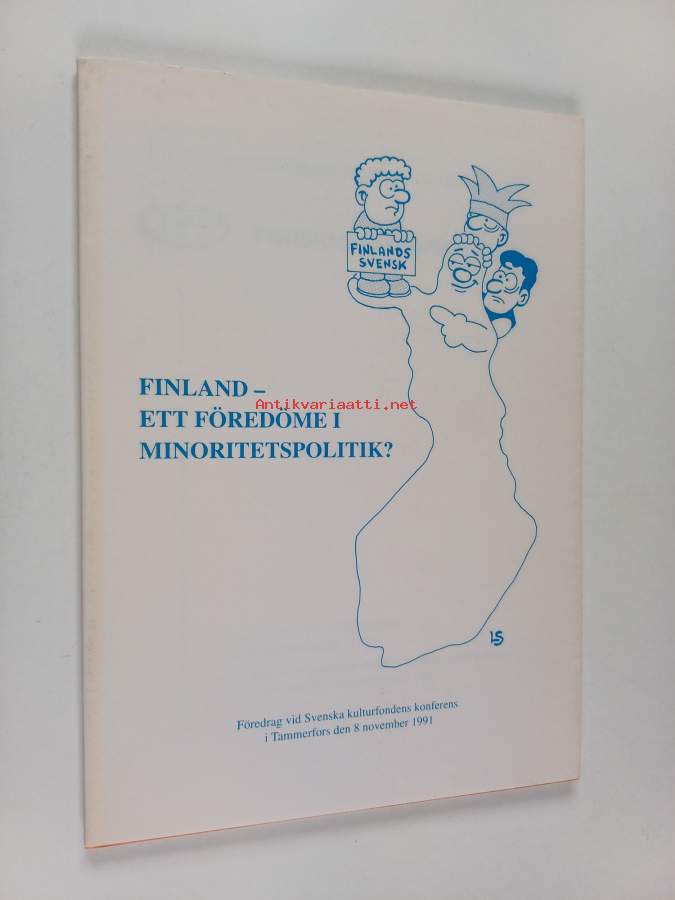 FINLANDS
SVENSK
FINLAND –
Antikvariaatti.net
ETT FÖREDÖME I
MINORITETSPOLITIK?
LS
Föredrag vid Svenska kulturfondens konferens
i Tammerfors den 8 november 1991